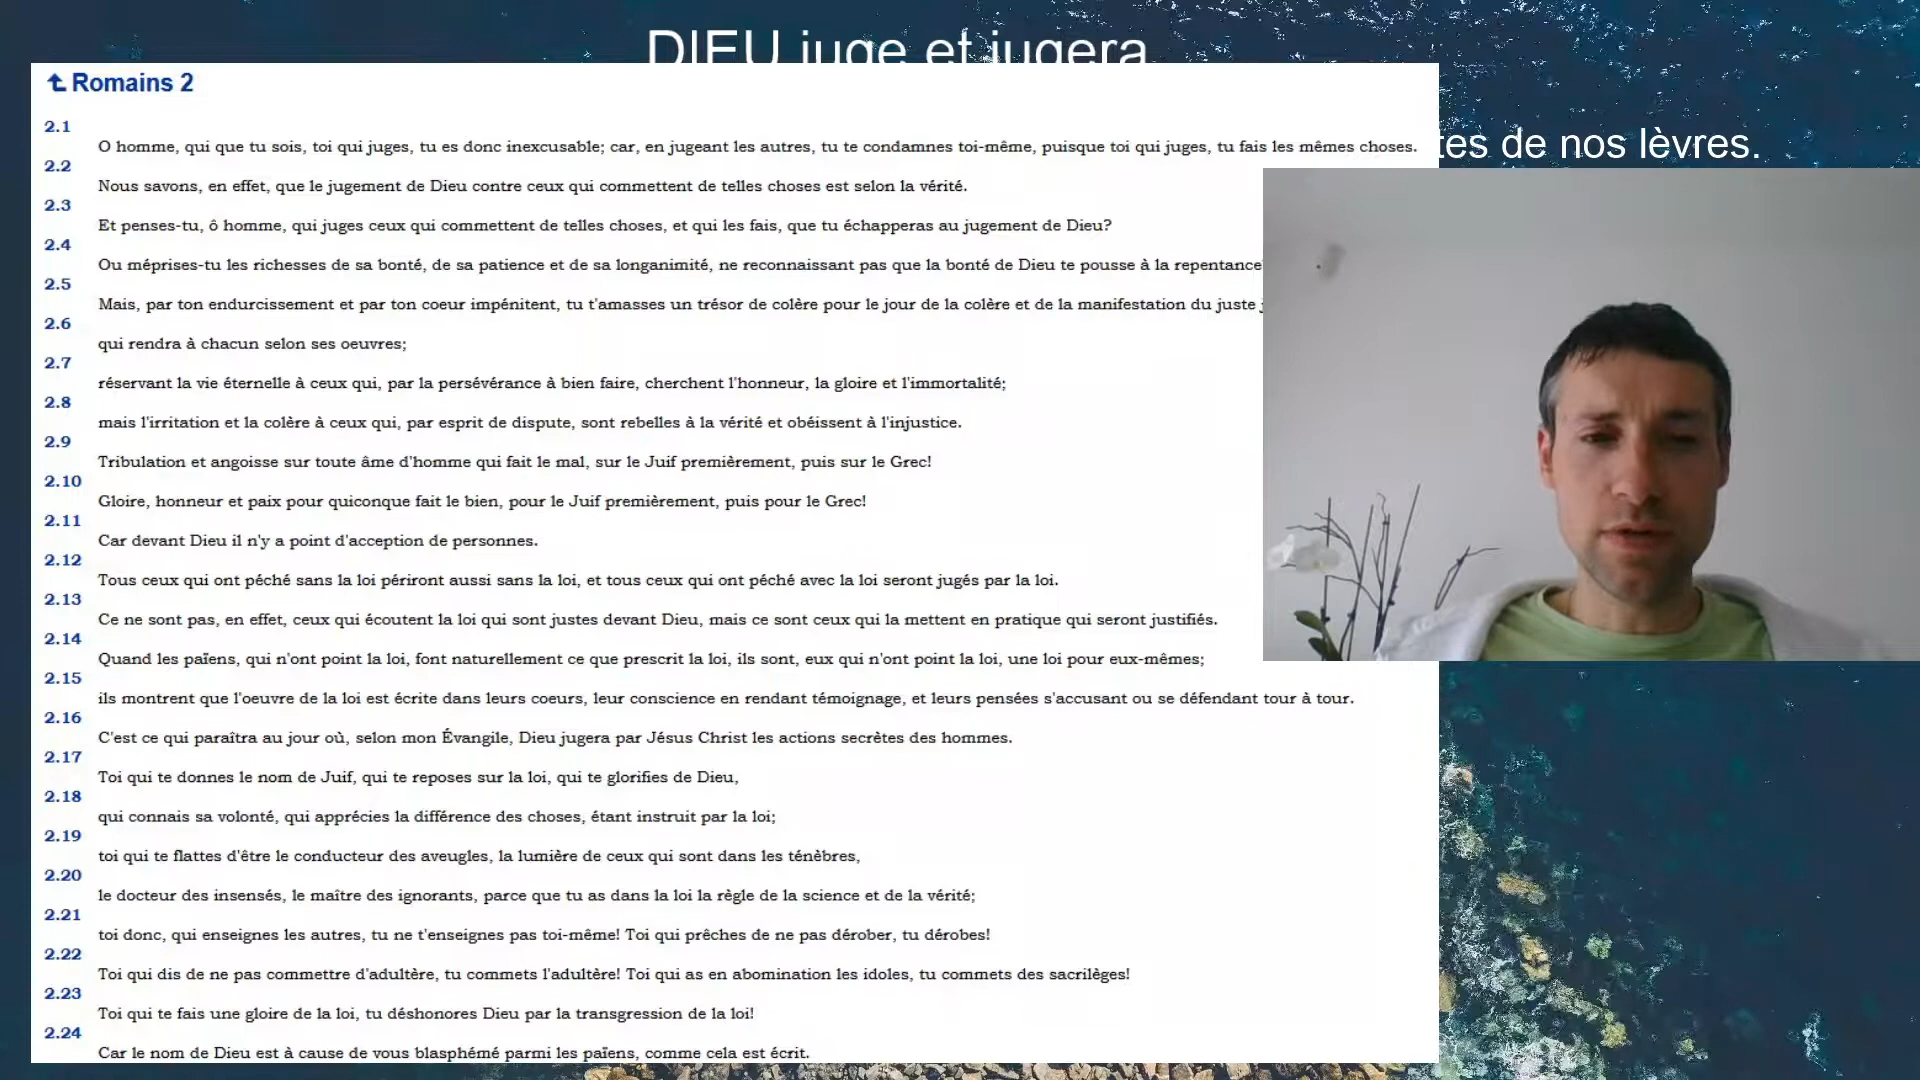 DIEU juge et jugera
tes de nos lèvres.
Romains 2
2.1
O homme, qui que tu sois, toi qui juges, tu es donc inexcusable; car, en jugeant les autres, tu te condamnes toi-même, puisque toi qui juges, tu fais les mêmes choses.
2.2
Nous savons, en effet, que le jugement de Dieu contre ceux qui commettent de telles choses est selon la vérité.
2.3
Et penses-tu, ô homme, qui juges ceux qui commettent de telles choses, et qui les fais, que tu échapperas au jugement de Dieu?
2.4
Ou méprises-tu les richesses de sa bonté, de sa patience et de sa longanimité, ne reconnaissant pas que la bonté de Dieu te pousse à la repentance
2.5
Mais, par ton endurcissement et par ton coeur impénitent, tu t'amasses un trésor de colère pour le jour de la colère et de la manifestation du juste
2.6
qui rendra à chacun selon ses oeuvres;
2.7
réservant la vie éternelle à ceux qui, par la persévérance à bien faire, cherchent l'honneur, la gloire et l'immortalité;
2.8
mais l'irritation et la colère à ceux qui, par esprit de dispute, sont rebelles à la vérité et obéissent à l'injustice.
2.9
Tribulation et angoisse sur toute âme d'homme qui fait le mal, sur le Juif premièrement, puis sur le Grec!
2.10
Gloire, honneur et paix pour quiconque fait le bien, pour le Juif premièrement, puis pour le Grec!
2.11
Car devant Dieu il n'y a point d'acception de personnes.
2.12
Tous ceux qui ont péché sans la loi périront aussi sans la loi, et tous ceux qui ont péché avec la loi seront jugés par la loi.
2.13
Ce ne sont pas, en effet, ceux qui écoutent la loi qui sont justes devant Dieu, mais ce sont ceux qui la mettent en pratique qui seront justifiés.
2.14
Quand les païens, qui n'ont point la loi, font naturellement ce que prescrit la loi, ils sont, eux qui n'ont point la loi, une loi pour eux-mêmes;
2.15
ils montrent que l'oeuvre de la loi est écrite dans leurs coeurs, leur conscience en rendant témoignage, et leurs pensées s'accusant ou se défendant tour à tour.
2.16
C'est ce qui paraîtra au jour où, selon mon Évangile, Dieu jugera par Jésus Christ les actions secrètes des hommes.
2.17
Toi qui te donnes le nom de Juif, qui te reposes sur la loi, qui te glorifies de Dieu,
2.18
qui connais sa volonté, qui apprécies la différence des choses, étant instruit par la loi;
2.19
toi qui te flattes d'être le conducteur des aveugles, la lumière de ceux qui sont dans les ténèbres,
2.20
le docteur des insensés, le maître des ignorants, parce que tu as dans la loi la règle de la science et de la vérité;
2.21
toi donc, qui enseignes les autres, tu ne t'enseignes pas toi-même! Toi qui prêches de ne pas dérober, tu dérobes!
2.22
Toi qui dis de ne pas commettre d'adultère, tu commets l'adultère! Toi qui as en abomination les idoles, tu commets des sacrilèges!
2.23
Toi qui te fais une gloire de la loi, tu déshonores Dieu par la transgression de la loi!
2.24
Car le nom de Dieu est à cause de vous blasphémé parmi les païens, comme cela est écrit.